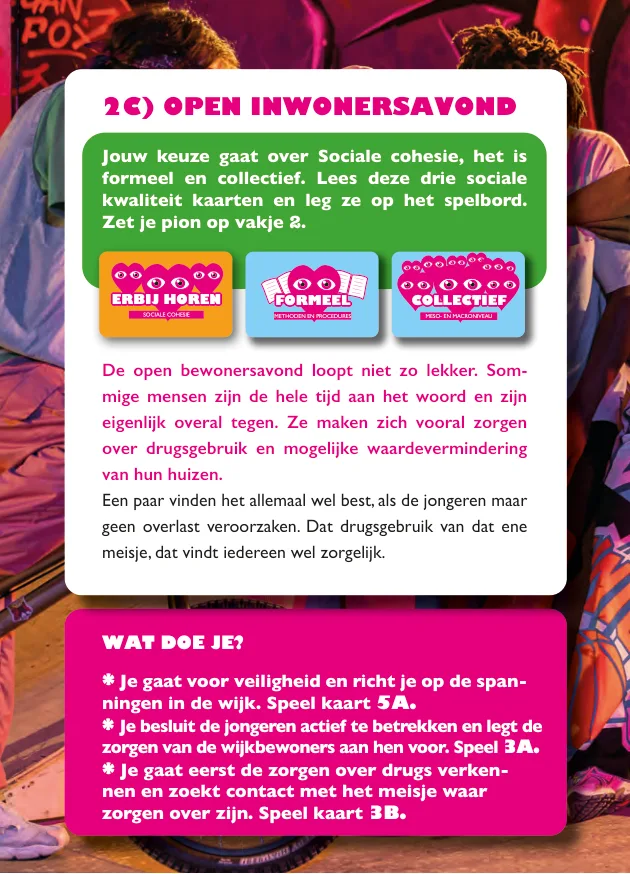 2C) OPEN INWONERSAVOND
Jouw keuze gaat over Sociale cohesie, het is
formeel en collectief. Lees deze drie sociale
kwaliteit kaarten en leg ze op het spelbord.
Zet je pion op vakje 2.
ERBIJ HOREN
SOCIALE COHESIE
FORMEEL
METHODIEN EN PROCEDURES
COLLECTIEF
MESO- EN MACRONIVEAU
De open bewonersavond loopt niet zo lekker. Som-
mige mensen zijn de hele tijd aan het woord en zijn
eigenlijk overal tegen. Ze maken zich vooral zorgen
over drugsgebruik en mogelijke waardevermindering
van hun huizen.
Een paar vinden het allemaal wel best, als de jongeren maar
geen overlast veroorzaken. Dat drugsgebruik van dat ene
meisje, dat vindt iedereen wel zorgelijk.
WAT DOE JE?
* Je gaat voor veiligheid en richt je op de span-
ningen in de wijk. Speel kaart 5A.
* Je besluit de jongeren actief te betrekken en legt de
zorgen van de wijkbewoners aan hen voor. Speel 3A.
* Je gaat eerst de zorgen over drugs verken-
nen en zoekt contact met het meisje waar
zorgen over zijn. Speel kaart 3B.